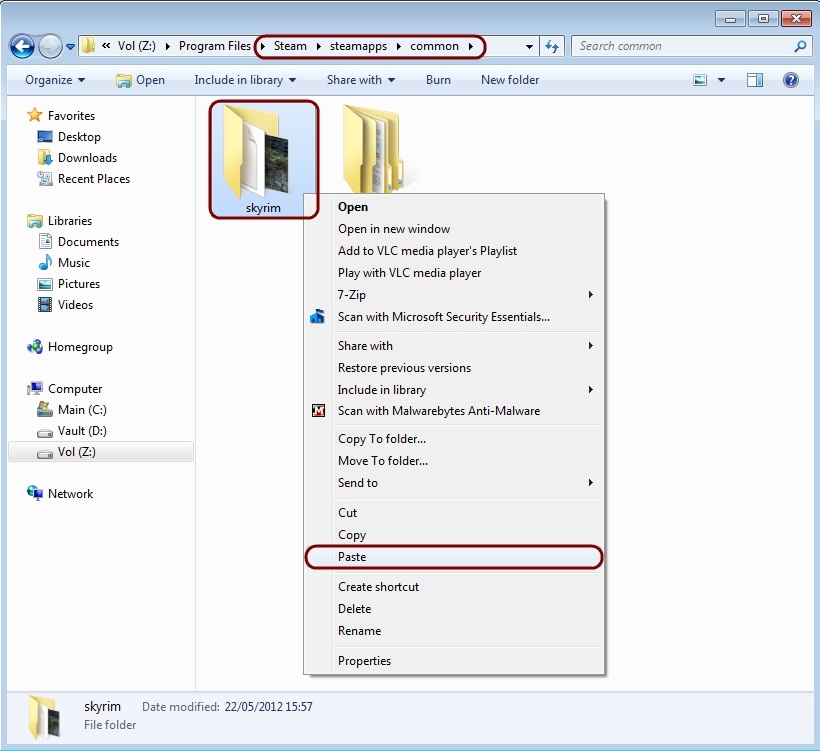 « Vol (Z:) Program Files Steam steamapps common
Search common
Organize Open Include in library Share with Burn New folder
Favorites
Desktop
Downloads
Recent Places
Libraries
Documents
Music
Pictures
Videos
Homegroup
Computer
Main (C:)
Vault (D:)
Vol (Z:)
Network
skyrim
Open
Open in new window
Add to VLC media player's Playlist
Play with VLC media player
7-Zip
Scan with Microsoft Security Essentials...
Share with
Restore previous versions
Include in library
Scan with Malwarebytes Anti-Malware
Copy To folder...
Move To folder...
Send to
Cut
Copy
Paste
Create shortcut
Delete
Rename
Properties
skyrim Date modified: 22/05/2012 15:57
File folder